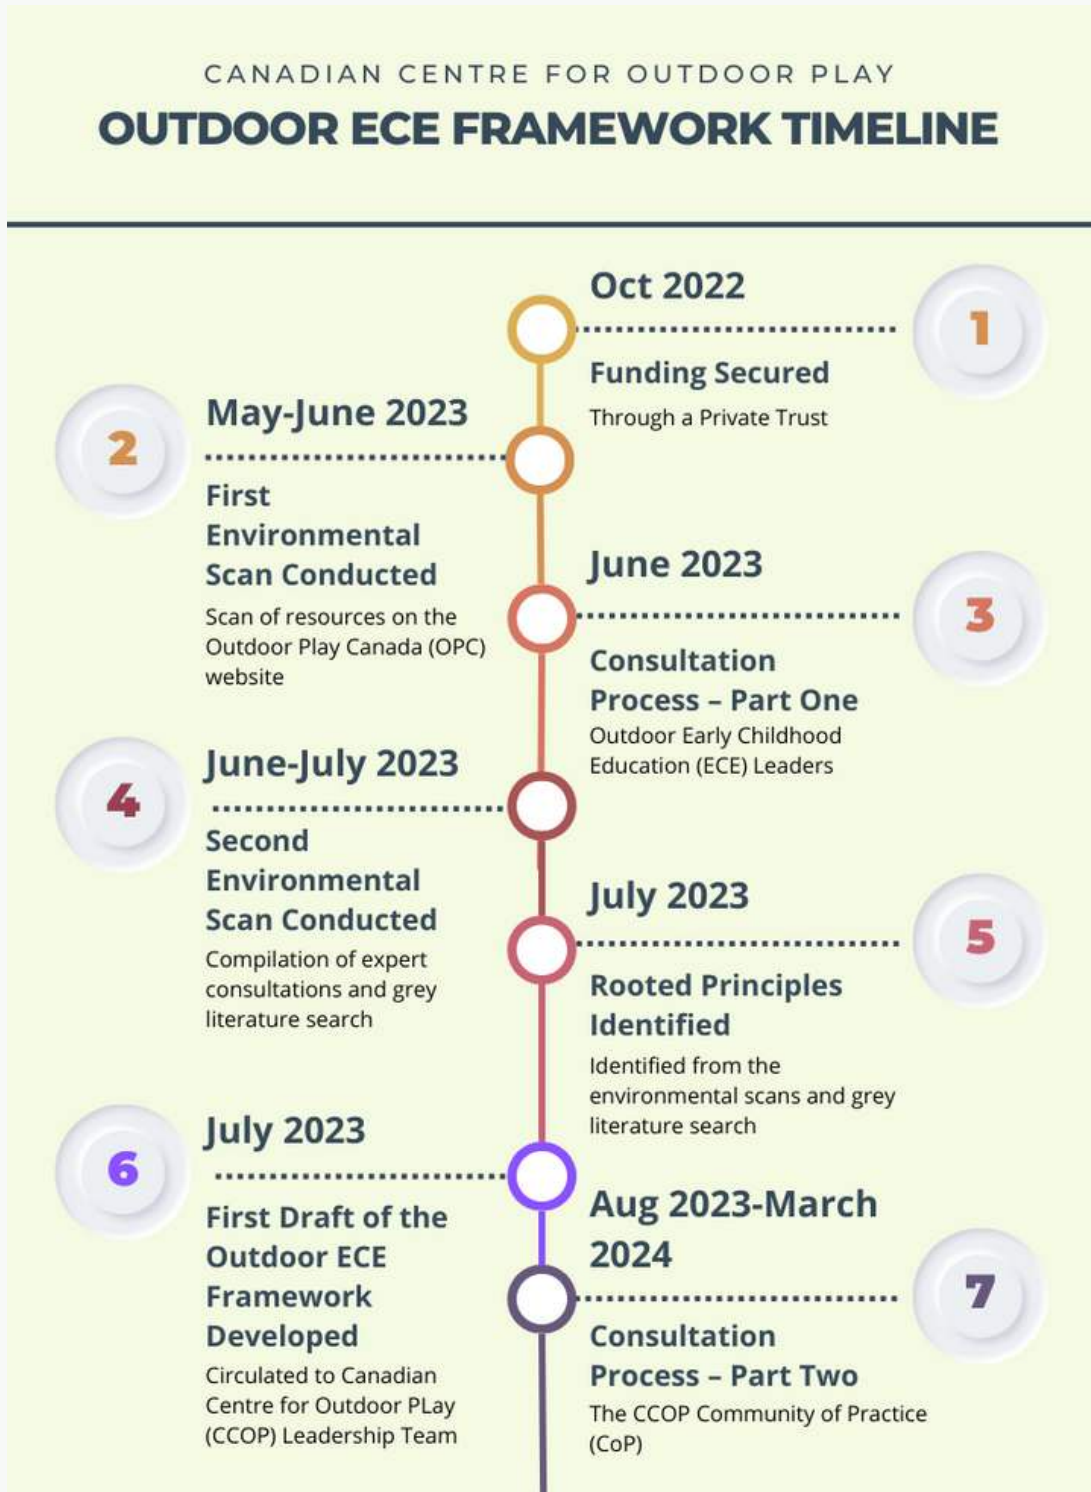 CANADIAN CENTRE FOR OUTDOOR PLAY
OUTDOOR ECE FRAMEWORK TIMELINE
Oct 2022
1
Funding Secured
Through a Private Trust
2
May-June 2023
First
Environmental
Scan Conducted
Scan of resources on the
Outdoor Play Canada (OPC)
website
June 2023
3
Consultation
Process – Part One
Outdoor Early Childhood
Education (ECE) Leaders
4
June-July 2023
Second
Environmental
Scan Conducted
Compilation of expert
consultations and grey
literature search
July 2023
5
Rooted Principles
Identified
Identified from the
environmental scans and grey
literature search
6
July 2023
First Draft of the
Outdoor ECE
Framework
Developed
Circulated to Canadian
Centre for Outdoor PLay
(CCOP) Leadership Team
Aug 2023-March
2024
7
Consultation
Process – Part Two
The CCOP Community of Practice
(CoP)